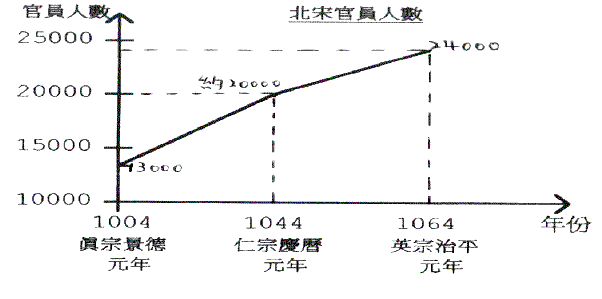 官員人數
北宋官員人數
25000
24000
約20000
20000
15000
13000
10000
1004
1044
1064
年份
真宗景德
元年
仁宗慶曆
元年
英宗治平
元年